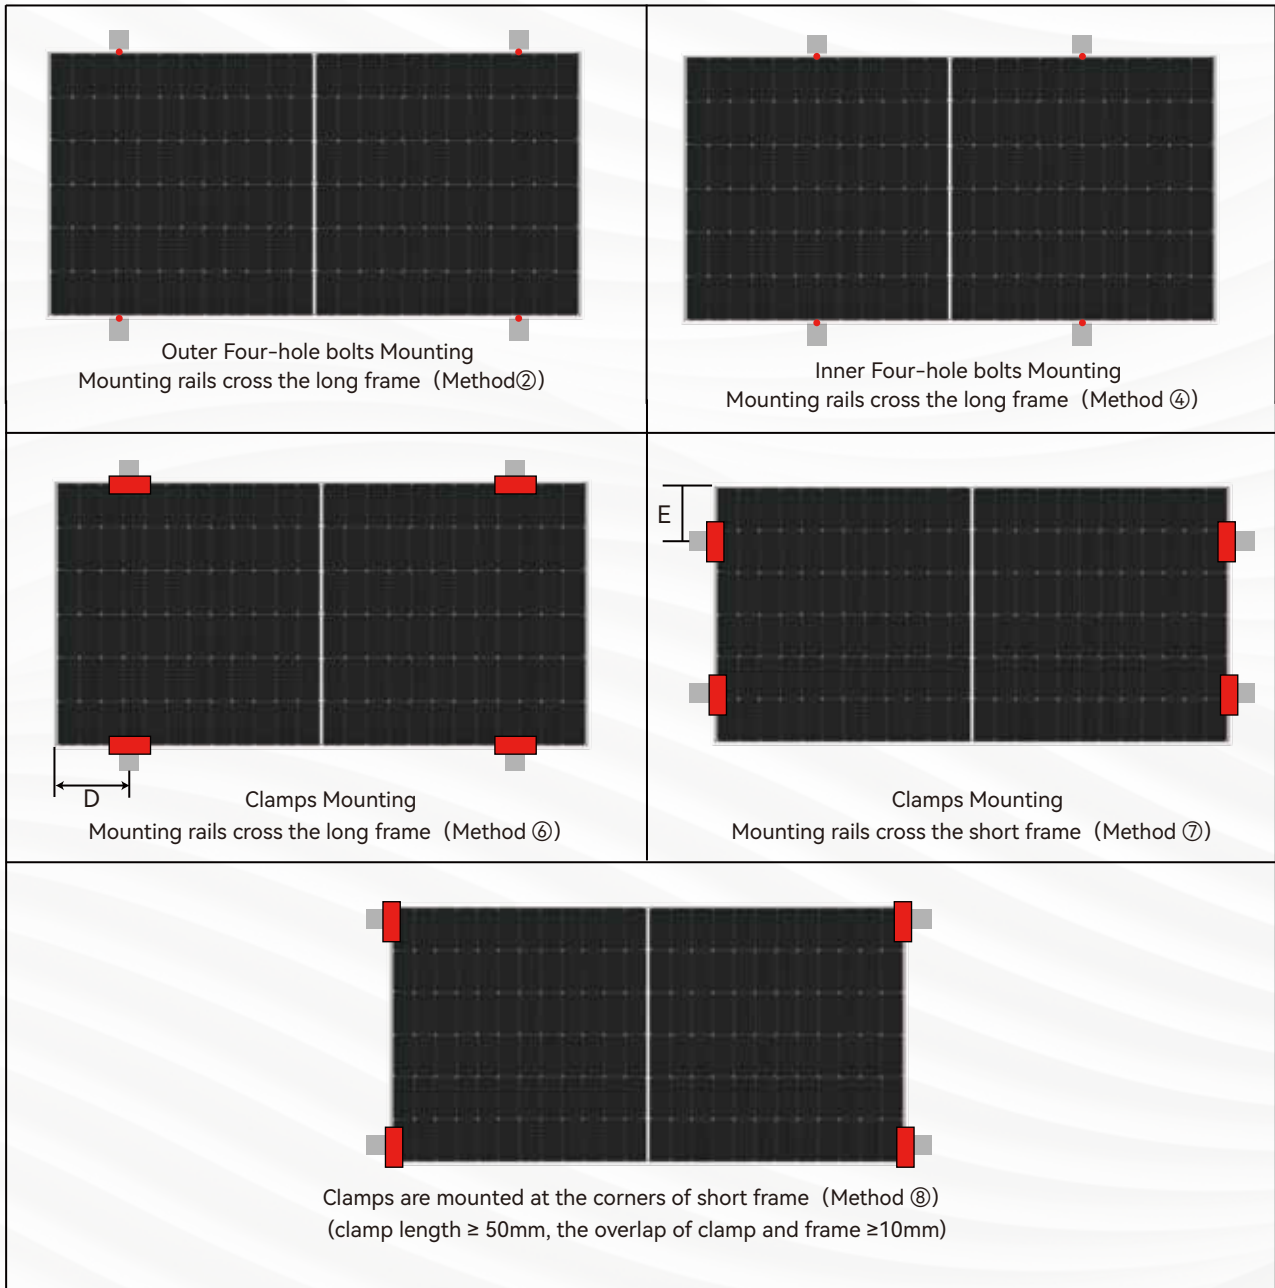 Outer Four-hole bolts Mounting
Mounting rails cross the long frame（Method②）
Inner Four-hole bolts Mounting
Mounting rails cross the long frame（Method ④）
D
Clamps Mounting
Mounting rails cross the long frame（Method ⑥）
E
Clamps Mounting
Mounting rails cross the short frame（Method ⑦）
Clamps are mounted at the corners of short frame（Method ⑧）
(clamp length ≥ 50mm, the overlap of clamp and frame ≥10mm)